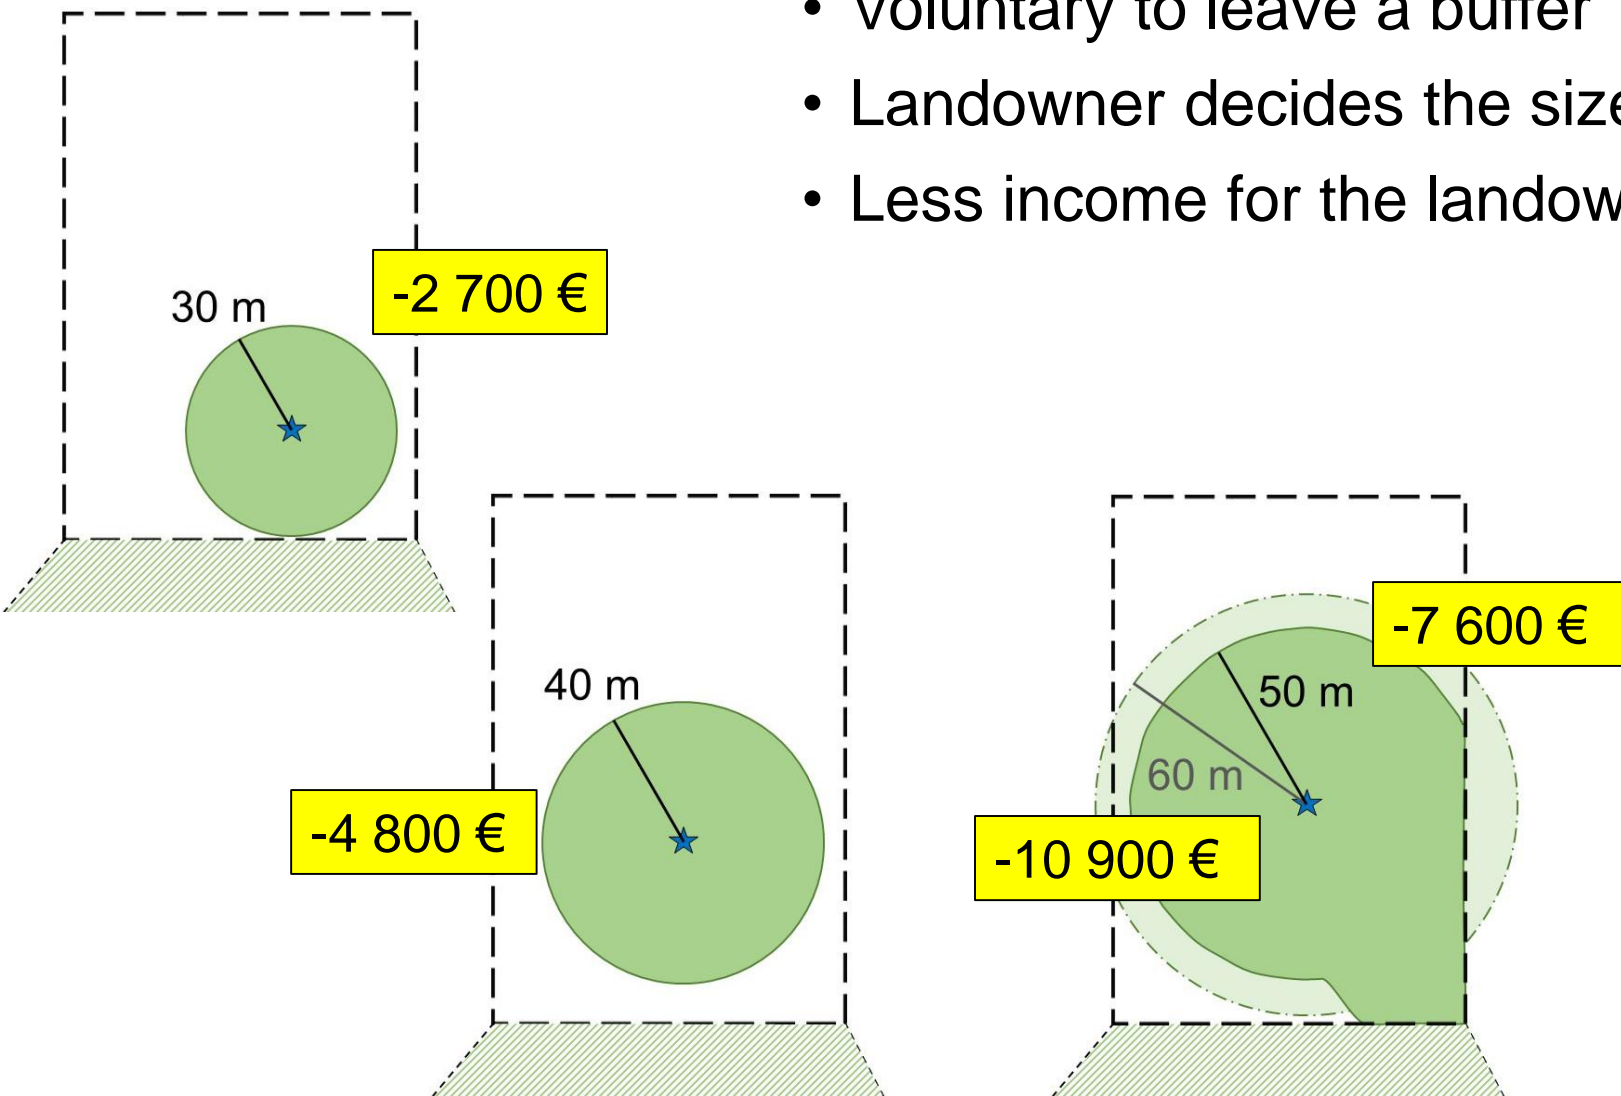 • Voluntary to leave a buffer
• Landowner decides the size
• Less income for the landow
-2 700 €
30 m
40 m
-4 800 €
-7 600 €
50 m
60 m
-10 900 €